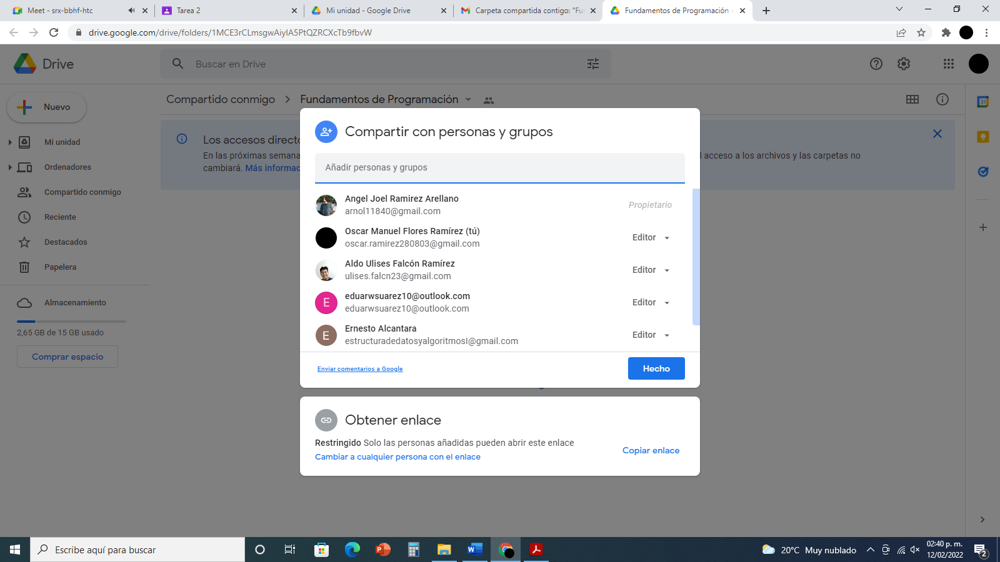 Meet - srx-bbhf-htc
Tarea 2
Mi unidad - Google Drive
Carpeta compartida contigo: "Fu
Fundamentos de Programación -
drive.google.com/drive/folders/1MCE3rCLmsgwAiyIA5PtQZRCXcTb9fbvW
Drive
Buscar en Drive
Nuevo
Mi unidad
Ordenadores
Compartido conmigo
Reciente
Destacados
Papelera
Almacenamiento
2,65 GB de 15 GB usado
Comprar espacio
Compartido conmigo > Fundamentos de Programación
Los accesos directo
En las próximas semana
l acceso a los archivos y las carpetas no
cambiará. Más informac
31
Compartir con personas y grupos
Añadir personas y grupos
Angel Joel Ramirez Arellano
arnol11840@gmail.com
Propietario
Oscar Manuel Flores Ramírez (tú)
oscar.ramirez280803@gmail.com
Editor
Aldo Ulises Falcón Ramírez
ulises.falcn23@gmail.com
Editor
E
eduarwsuarez10@outlook.com
eduarwsuarez10@outlook.com
Editor
E
Ernesto Alcantara
estructuradedatosyalgoritmosI@gmail.com
Editor
Enviar comentarios a Google
Hecho
Obtener enlace
Restringido Solo las personas añadidas pueden abrir este enlace
Cambiar a cualquier persona con el enlace
Copiar enlace
Escribe aquí para buscar
20°C Muy nublado
02:40 p. m.
12/02/2022
2